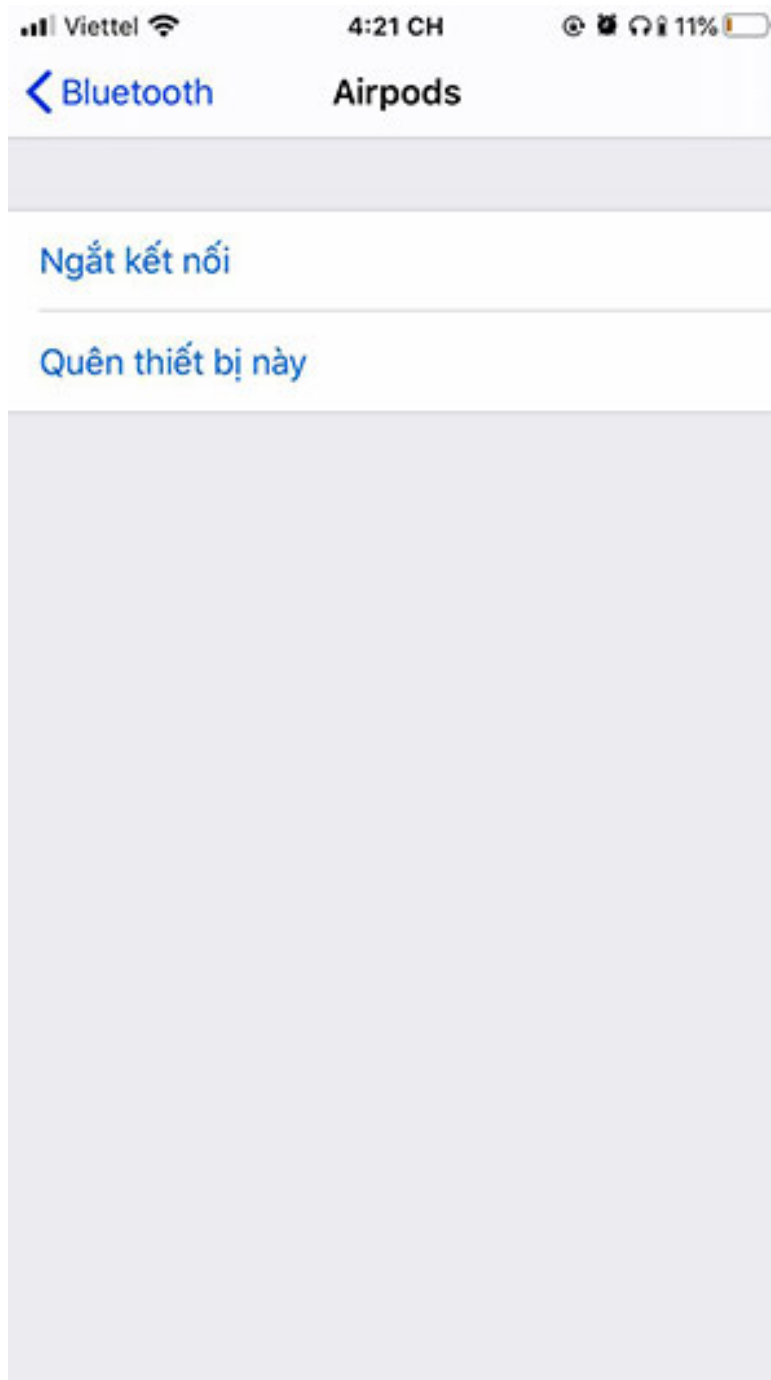 Viettel 4:21 CH 11%
Bluetooth Airpods
Ngắt kết nối
Quên thiết bị này